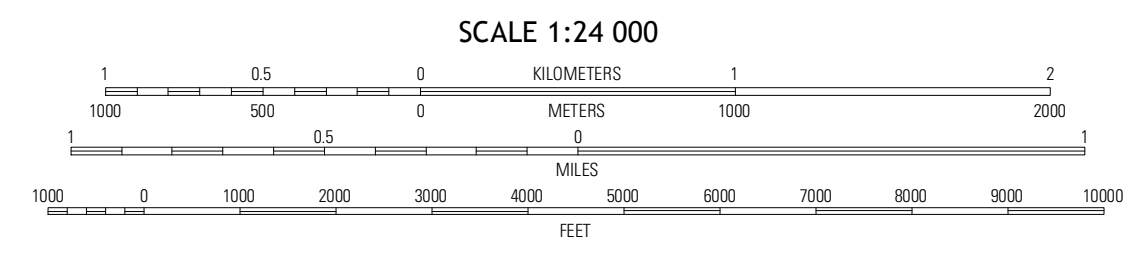 SCALE 1:24 000
1 0.5 0 KILOMETERS 1 2
1000 500 0 METERS 1000 2000
1 0.5 0 1
MILES
1000 0 1000 2000 3000 4000 5000 6000 7000 8000 9000 10000
FEET